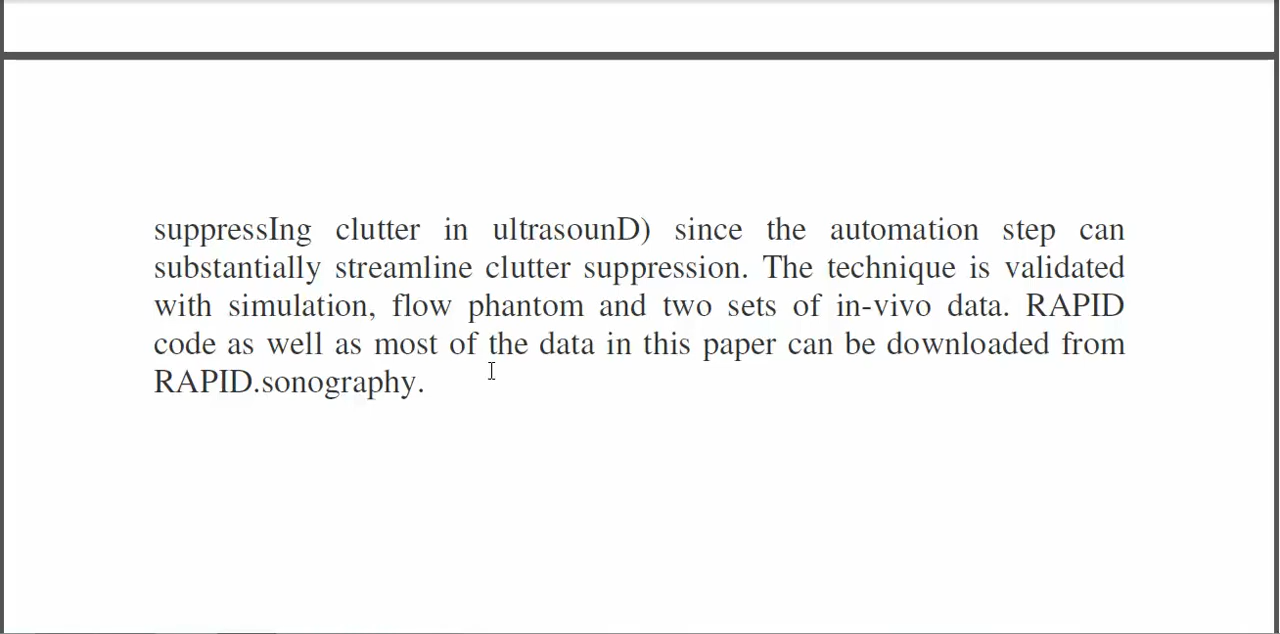 suppressIng clutter in ultrasounD) since the automation step can
substantially streamline clutter suppression. The technique is validated
with simulation, flow phantom and two sets of in-vivo data. RAPID
code as well as most of the data in this paper can be downloaded from
RAPID.sonography.